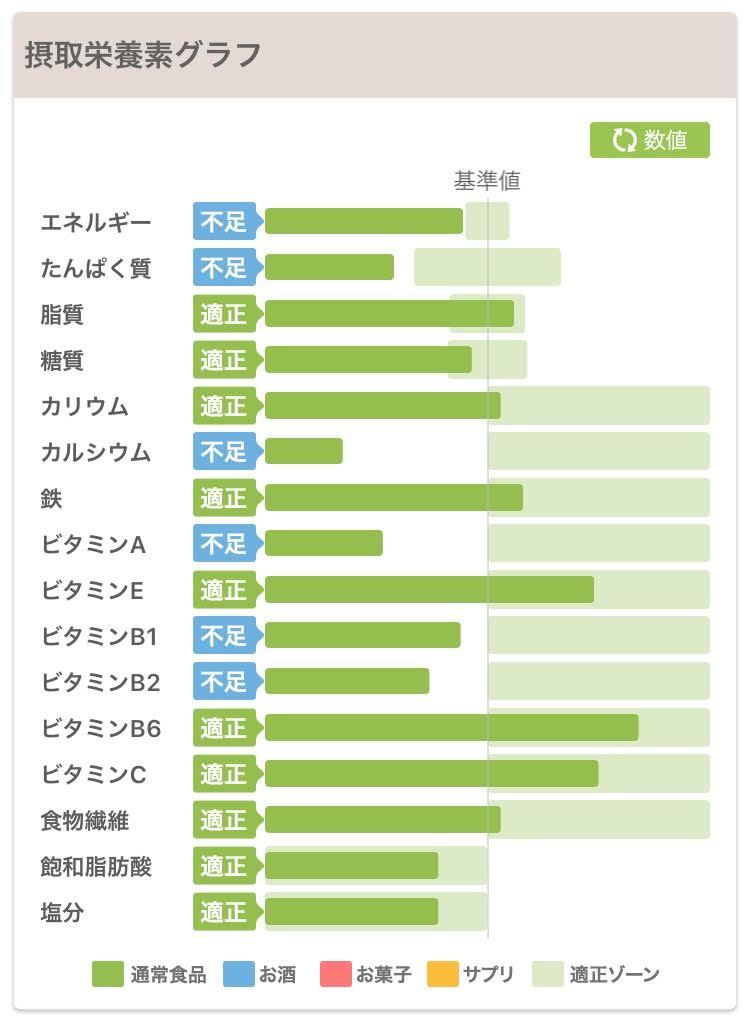 摂取栄養素グラフ
数値
基準値
エネルギー 不足
たんぱく質 不足
脂質 適正
糖質 適正
カリウム 適正
カルシウム 不足
鉄 適正
ビタミンA 不足
ビタミンE 適正
ビタミンB1 不足
ビタミンB2 不足
ビタミンB6 適正
ビタミンC 適正
食物繊維 適正
飽和脂肪酸 適正
塩分 適正
通常食品 お酒 お菓子 サプリ 適正ゾーン